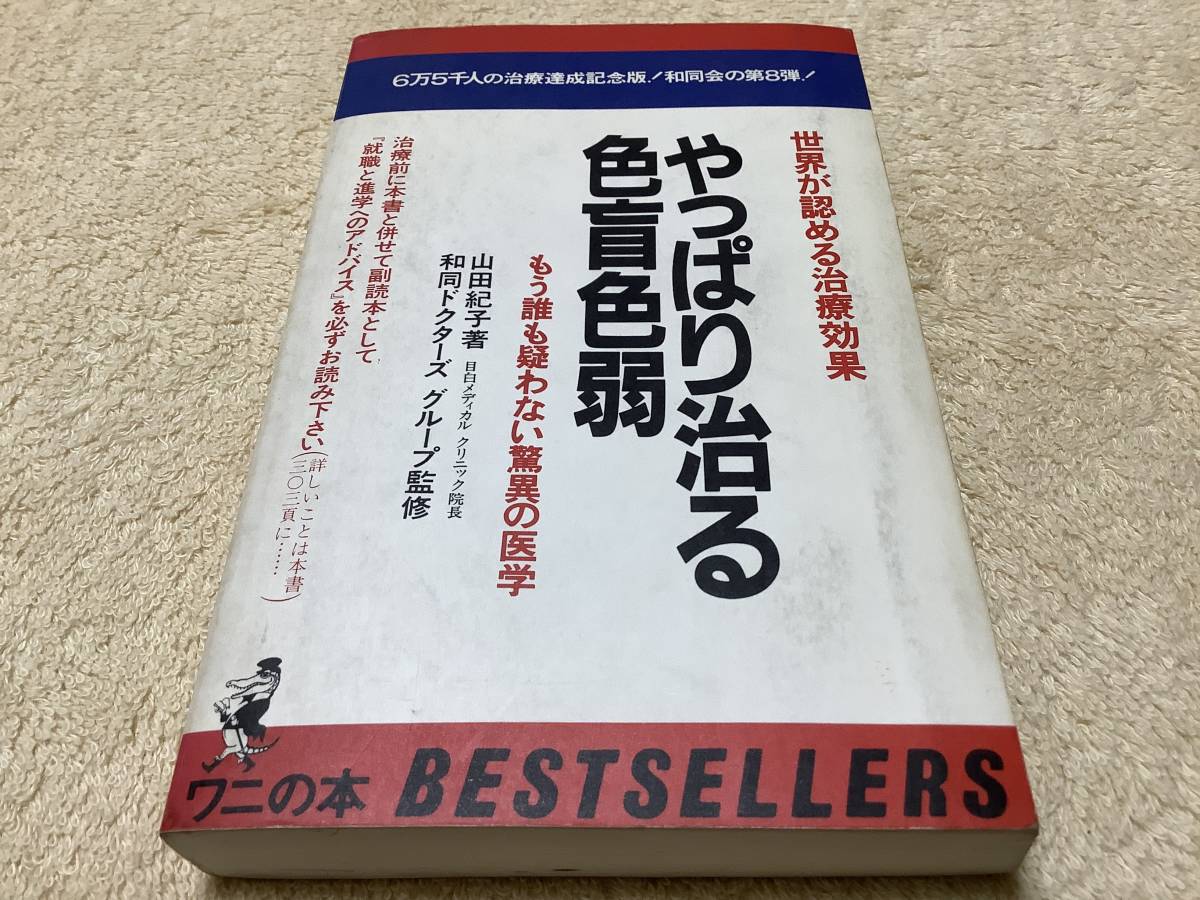 6万5千人の治療達成記念版!和同会の第8弾!
世界が認める治療効果
やっぱり治る
色盲色弱
もう誰も疑わない驚異の医学
山田紀子著 目白メディカル クリニック院長
和同ドクターズ グループ監修
治療前に本書と併せて副読本として
『就職と進学へのアドバイス』を必ずお読み下さい(詳しいことは本書
三〇三頁に……)
ワニの本 BESTSELLERS